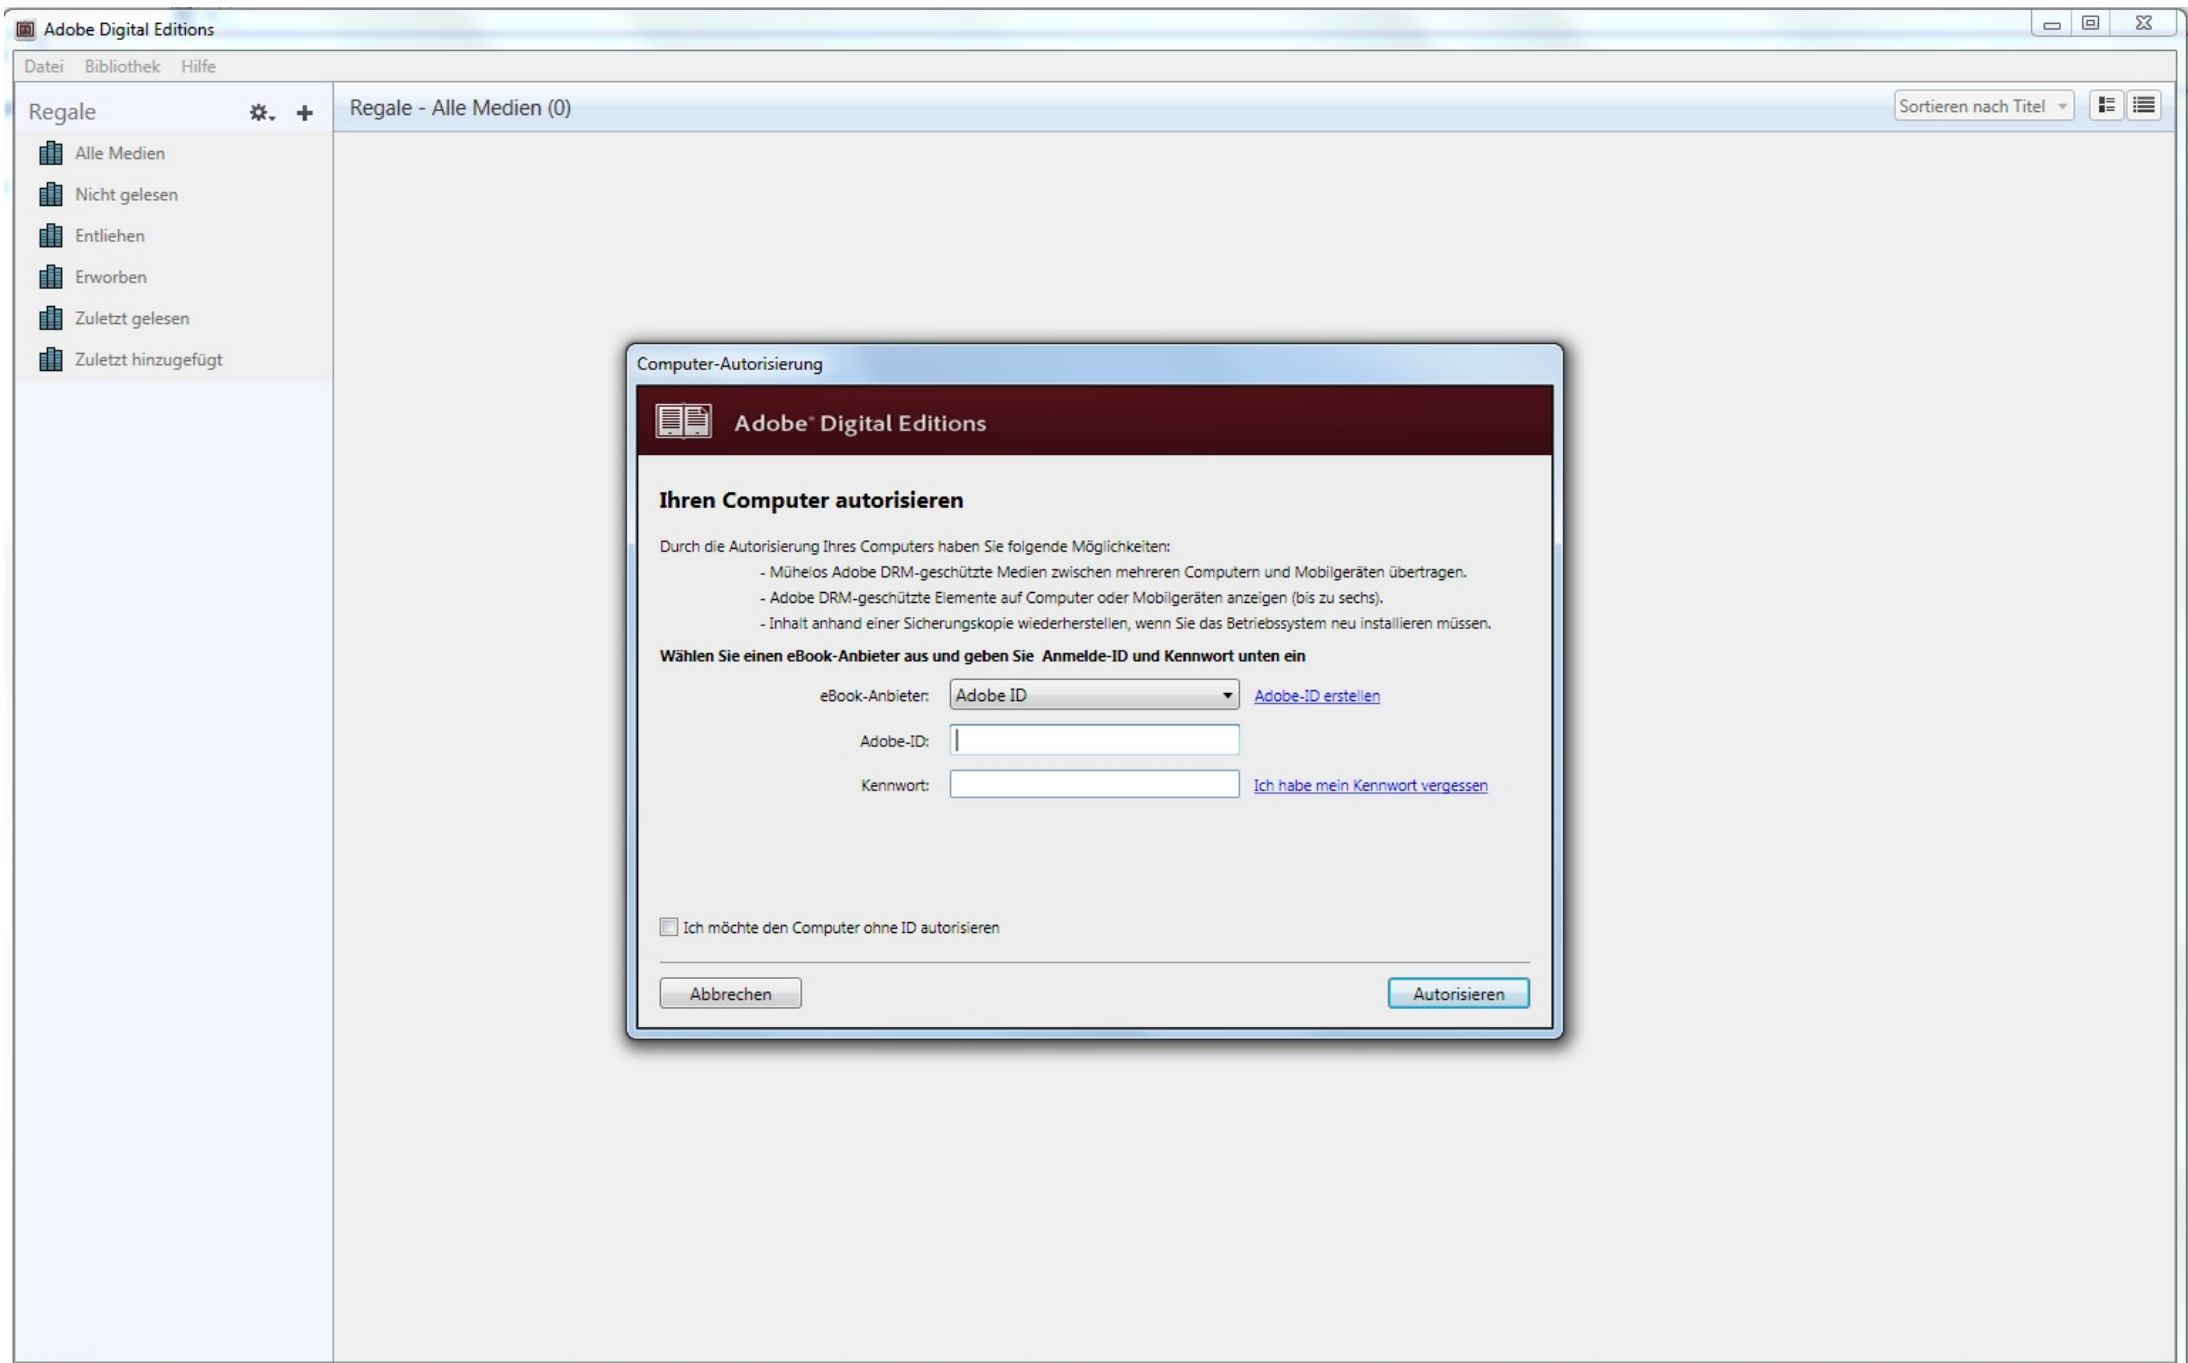 Adobe Digital Editions
Datei Bibliothek Hilfe
Regale
Regale - Alle Medien (0)
Sortieren nach Titel
Alle Medien
Nicht gelesen
Entliehen
Erworben
Zuletzt gelesen
Zuletzt hinzugefügt
Computer-Autorisierung
Adobe® Digital Editions
Ihren Computer autorisieren
Durch die Autorisierung Ihres Computers haben Sie folgende Möglichkeiten:
- Mühelos Adobe DRM-geschützte Medien zwischen mehreren Computern und Mobilgeräten übertragen.
- Adobe DRM-geschützte Elemente auf Computer oder Mobilgeräten anzeigen (bis zu sechs).
- Inhalt anhand einer Sicherungskopie wiederherstellen, wenn Sie das Betriebssystem neu installieren müssen.
Wählen Sie einen eBook-Anbieter aus und geben Sie Anmelde-ID und Kennwort unten ein
eBook-Anbieter: Adobe ID Adobe-ID erstellen
Adobe-ID:
Kennwort: Ich habe mein Kennwort vergessen
Ich möchte den Computer ohne ID autorisieren
Abbrechen Autorisieren